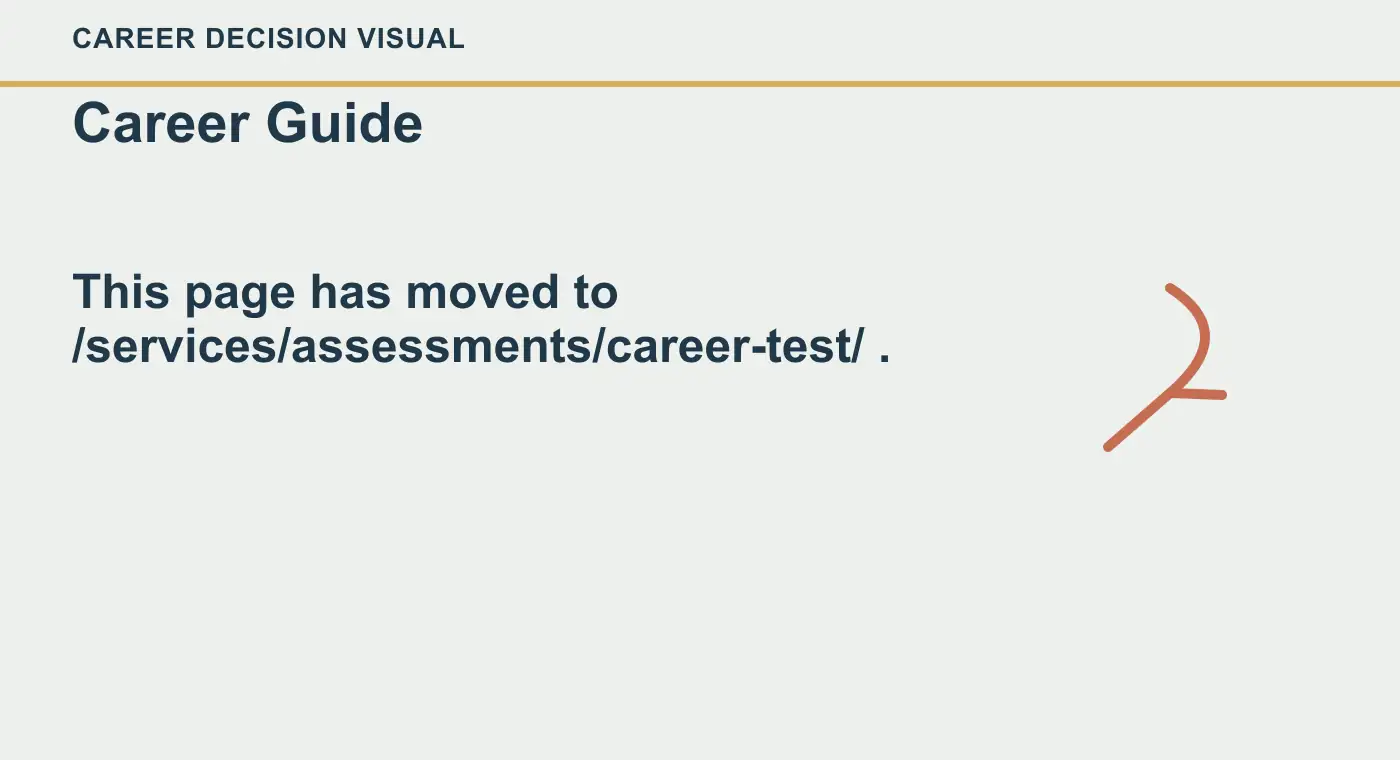 CAREER DECISION VISUAL
Career Guide
This page has moved to
/services/assessments/career-test/ .